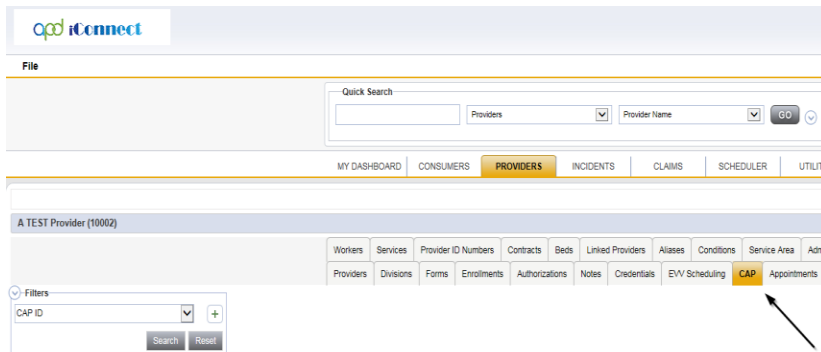 apd iConnect
File
Quick Search
Providers Provider Name GO
MY DASHBOARD CONSUMERS PROVIDERS INCIDENTS CLAIMS SCHEDULER
A TEST Provider (10002)
Workers Services Provider ID Numbers Contracts Beds Linked Providers Aliases Conditions Service Area
Providers Divisions Forms Enrollments Authorizations Notes Credentials EVV Scheduling CAP Appointments
Filters
CAP ID
Search Reset